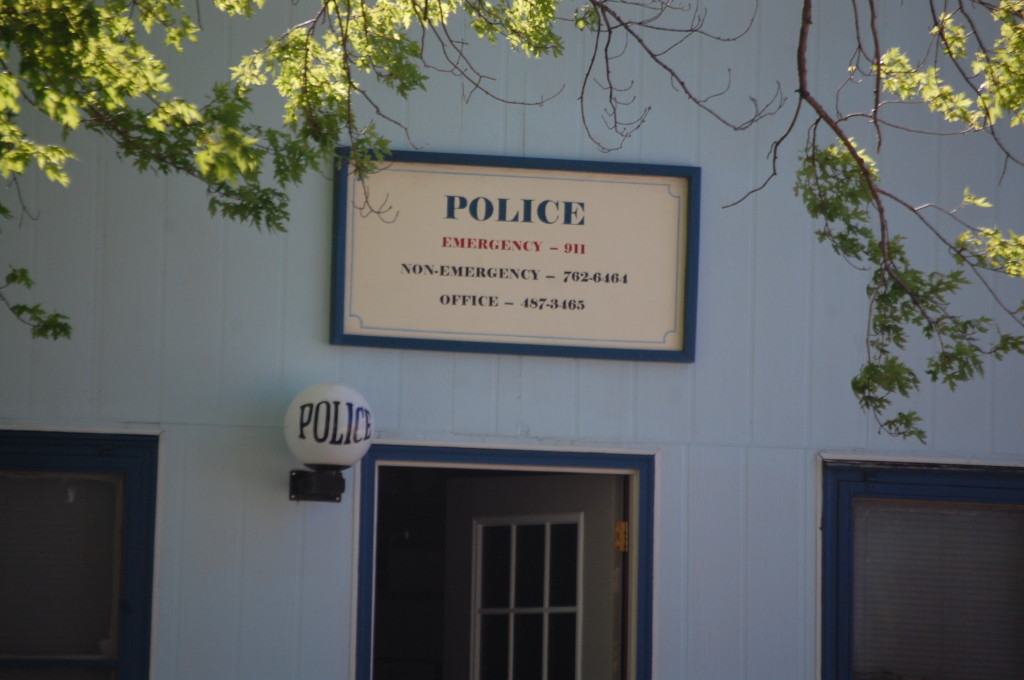 POLICE
EMERGENCY – 911
NON-EMERGENCY – 762-6464
OFFICE – 487-3465
POLICE